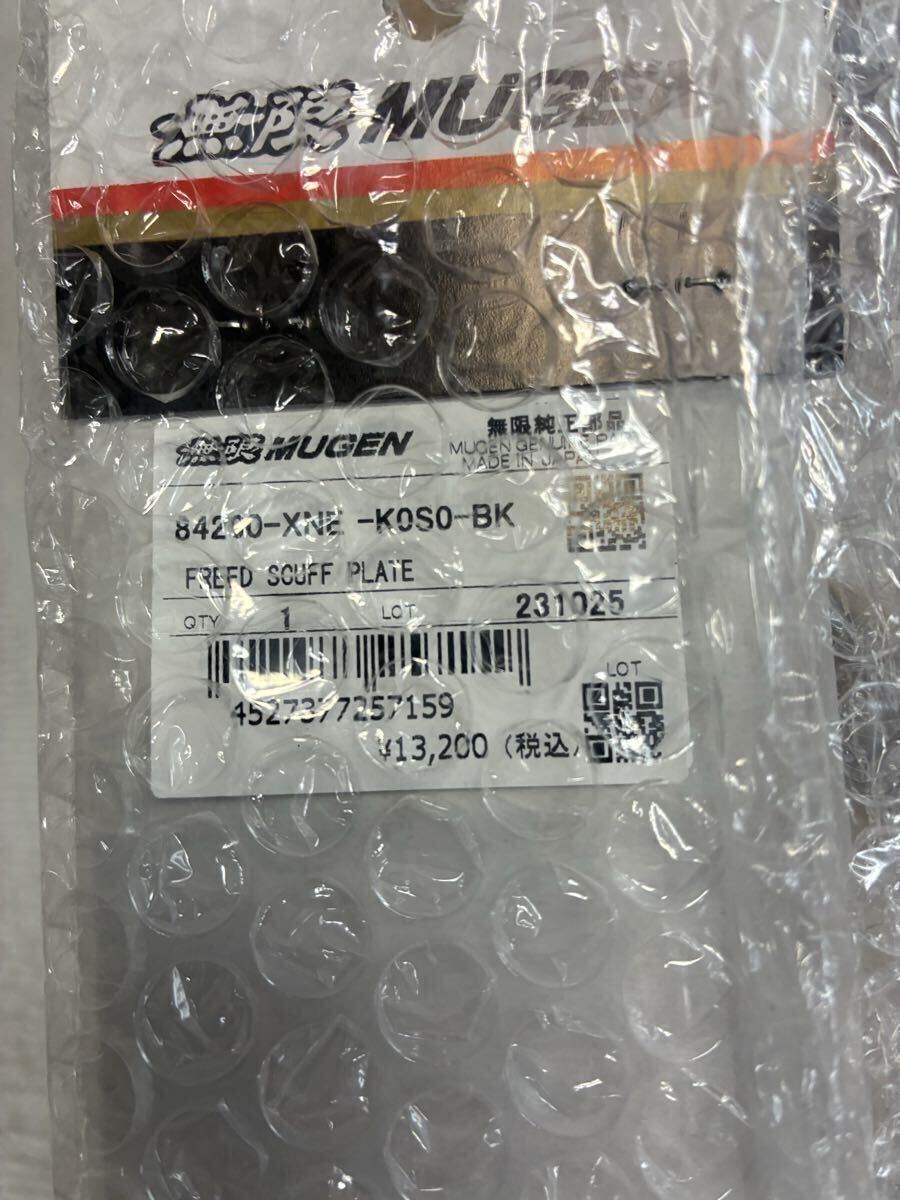 無限 MUGEN
無限 MUGEN
無限純正部品
MUGEN GENUINE
MADE IN JAPAN
84200-XNE -K0S0-BK
FREED SCUFF PLATE
QTY 1 LOT 231025
LOT
4527377257159
¥13,200 (税込)